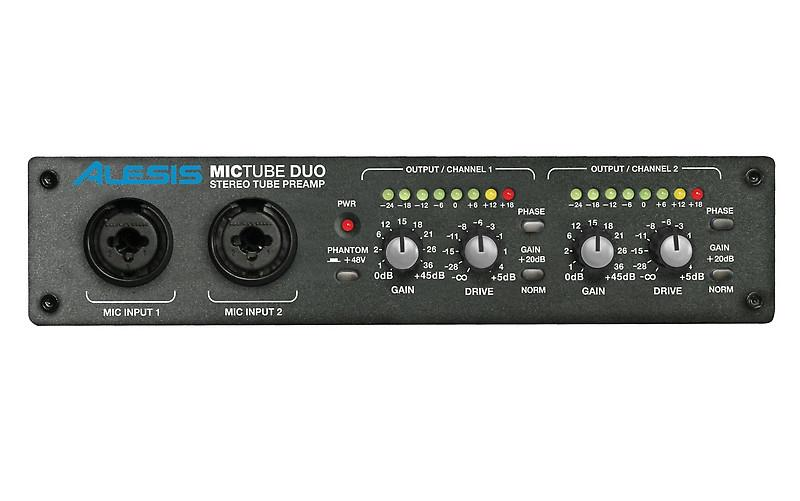 ALESIS
MICTUBE DUO
STEREO TUBE PREAMP
MIC INPUT 1
MIC INPUT 2
PWR
PHANTOM
+48V
OUTPUT / CHANNEL 1
-24 -18 -12 -6 0 +6 +12 +18
PHASE
12 15 18
6 21
2 26
1 36
0dB +45dB
GAIN
-8 -6 -3
-11 -1
-15 1
-28 4
-∞ +5dB
DRIVE
GAIN
+20dB
NORM
OUTPUT / CHANNEL 2
-24 -18 -12 -6 0 +6 +12 +18
PHASE
12 15 18
6 21
2 26
1 36
0dB +45dB
GAIN
-8 -6 -3
-11 -1
-15 1
-28 4
-∞ +5dB
DRIVE
GAIN
+20dB
NORM